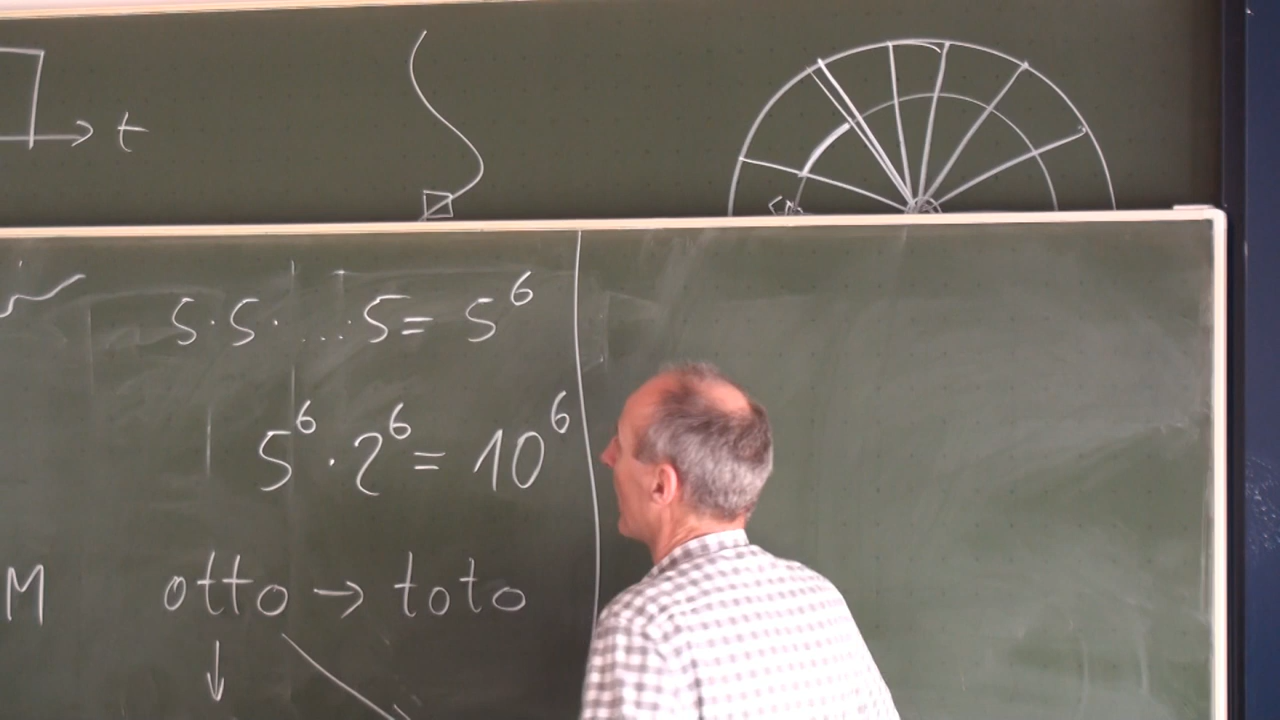 t
5·5· ... ·5 = 5⁶
5⁶ · 2⁶ = 10⁶
M otto → toto